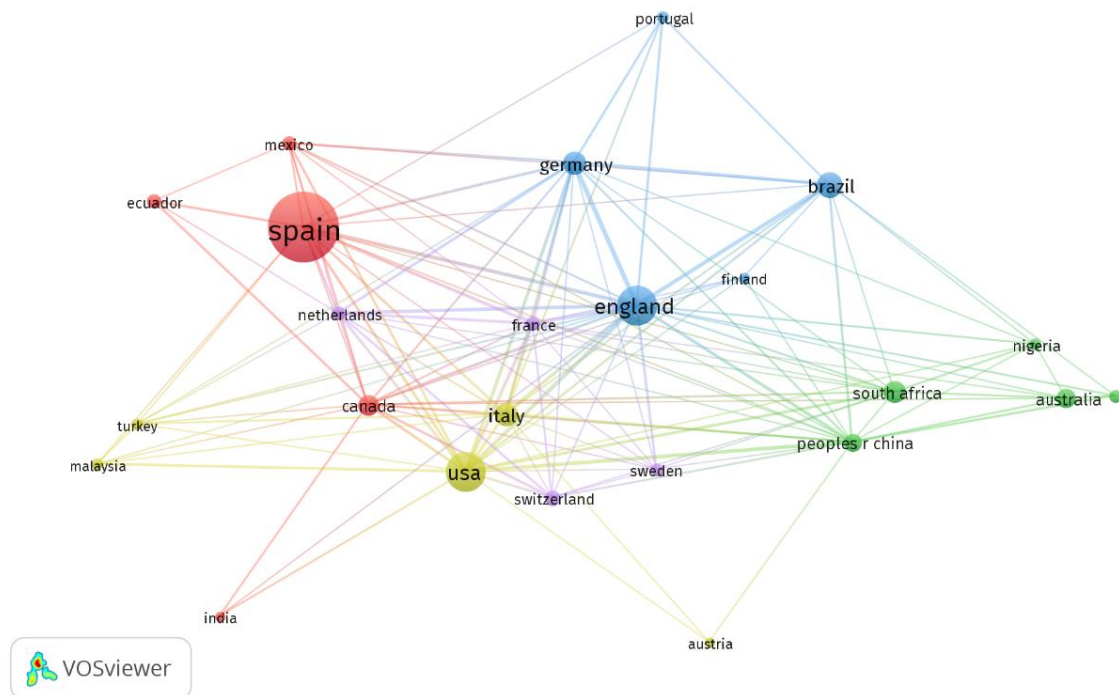 portugal
mexico
germany
brazil
ecuador
spain
finland
england
netherlands
france
nigeria
south africa
australia
canada
italy
turkey
peoples r china
malaysia
usa
sweden
switzerland
india
austria
VOSviewer